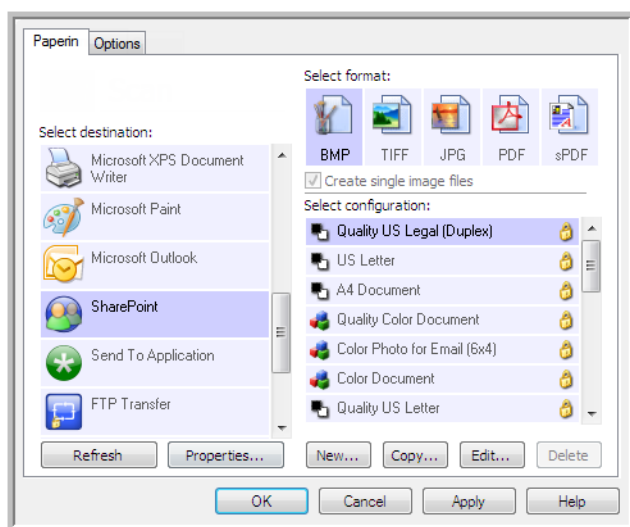 Paperin
Options
Select destination:
Microsoft XPS Document
Writer
Microsoft Paint
Microsoft Outlook
SharePoint
Send To Application
FTP Transfer
Refresh
Properties...
Select format:
BMP
TIFF
JPG
PDF
sPDF
Create single image files
Select configuration:
Quality US Legal (Duplex)
US Letter
A4 Document
Quality Color Document
Color Photo for Email (6x4)
Color Document
Quality US Letter
New...
Copy...
Edit...
Delete
OK
Cancel
Apply
Help